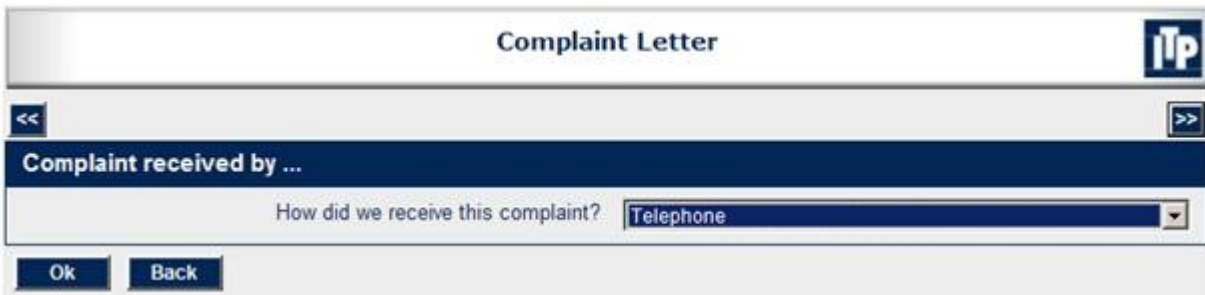 Complaint Letter
ITP
<< >>
Complaint received by ...
How did we receive this complaint? Telephone
Ok Back